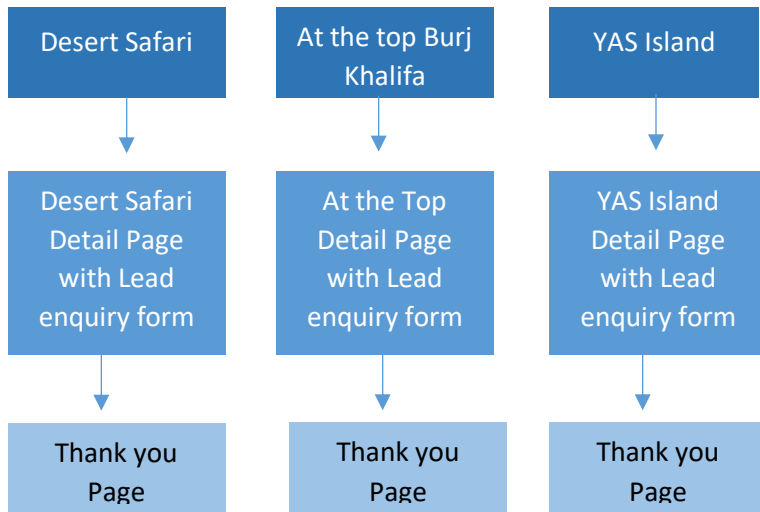 Desert Safari
At the top Burj
Khalifa
YAS Island
Desert Safari
Detail Page
with Lead
enquiry form
At the Top
Detail Page
with Lead
enquiry form
YAS Island
Detail Page
with Lead
enquiry form
Thank you
Page
Thank you
Page
Thank you
Page